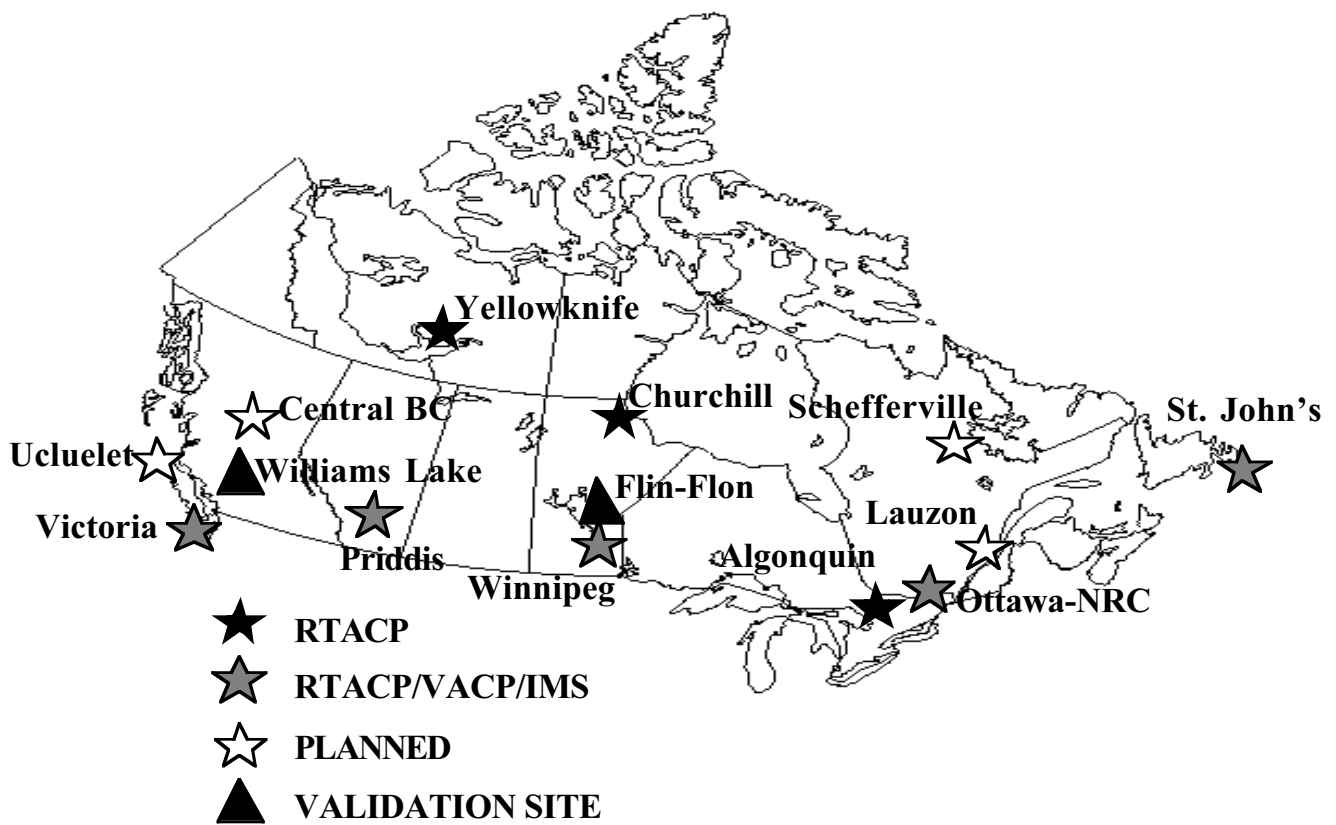 Yellowknife
Churchill
Schefferville
St. John’s
Central BC
Ucluelet
Williams Lake
Flin-Flon
Lauzon
Victoria
Priddis
Algonquin
Winnipeg
Ottawa-NRC
RTACP
RTACP/VACP/IMS
PLANNED
VALIDATION SITE